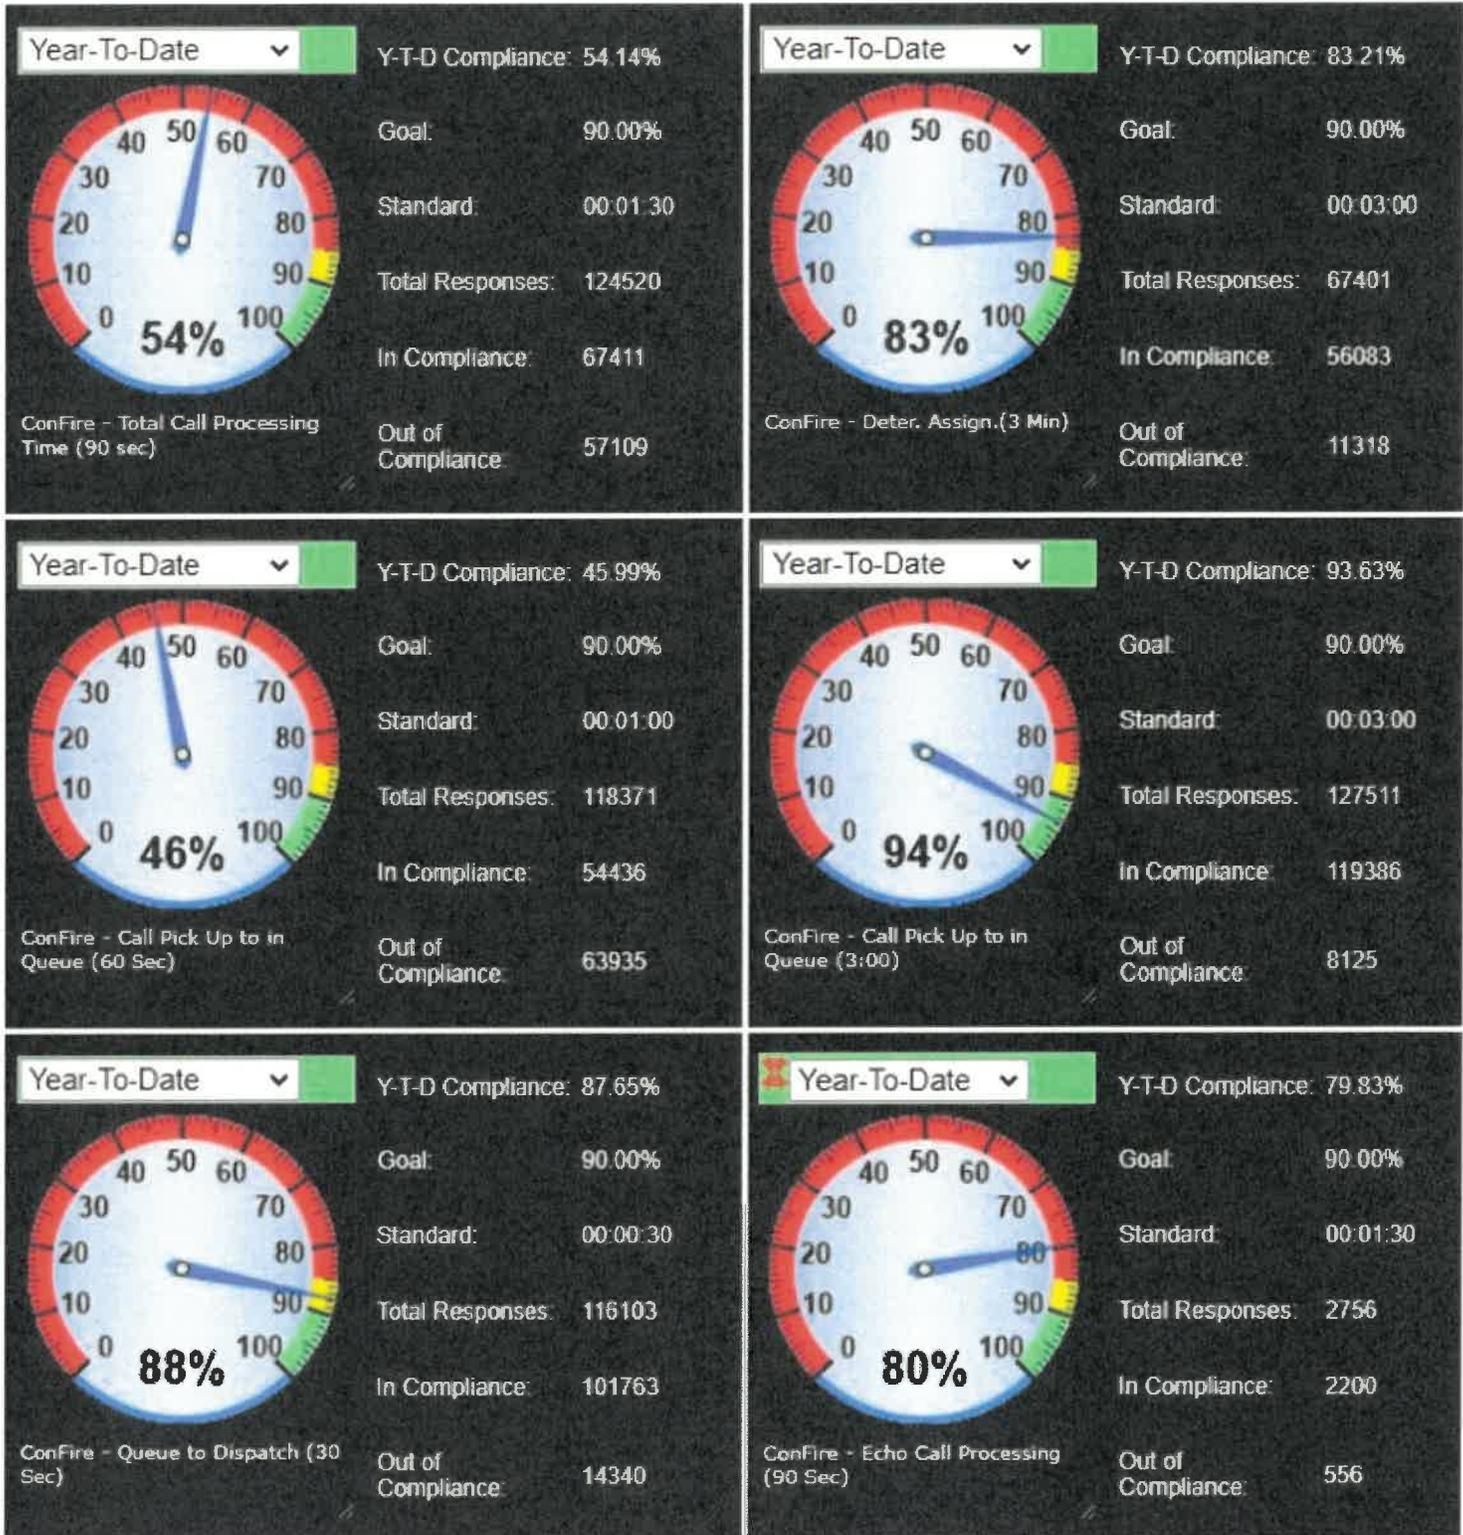 Year-To-Date
Y-T-D Compliance: 54.14%
Goal: 90.00%
Standard: 00:01:30
Total Responses: 124520
In Compliance: 67411
Out of
Compliance: 57109
0 10 20 30 40 50 60 70 80 90 100
54%
ConFire - Total Call Processing
Time (90 sec)
Year-To-Date
Y-T-D Compliance: 83.21%
Goal: 90.00%
Standard: 00:03:00
Total Responses: 67401
In Compliance: 56083
Out of
Compliance: 11318
0 10 20 30 40 50 60 70 80 90 100
83%
ConFire - Deter. Assign.(3 Min)
Year-To-Date
Y-T-D Compliance: 45.99%
Goal: 90.00%
Standard: 00:01:00
Total Responses: 118371
In Compliance: 54436
Out of
Compliance: 63935
0 10 20 30 40 50 60 70 80 90 100
46%
ConFire - Call Pick Up to in
Queue (60 Sec)
Year-To-Date
Y-T-D Compliance: 93.63%
Goal: 90.00%
Standard: 00:03:00
Total Responses: 127511
In Compliance: 119386
Out of
Compliance: 8125
0 10 20 30 40 50 60 70 80 90 100
94%
ConFire - Call Pick Up to in
Queue (3:00)
Year-To-Date
Y-T-D Compliance: 87.65%
Goal: 90.00%
Standard: 00:00:30
Total Responses: 116103
In Compliance: 101763
Out of
Compliance: 14340
0 10 20 30 40 50 60 70 80 90 100
88%
ConFire - Queue to Dispatch (30
Sec)
Year-To-Date
Y-T-D Compliance: 79.83%
Goal: 90.00%
Standard: 00:01:30
Total Responses: 2756
In Compliance: 2200
Out of
Compliance: 556
0 10 20 30 40 50 60 70 80 90 100
80%
ConFire - Echo Call Processing
(90 Sec)